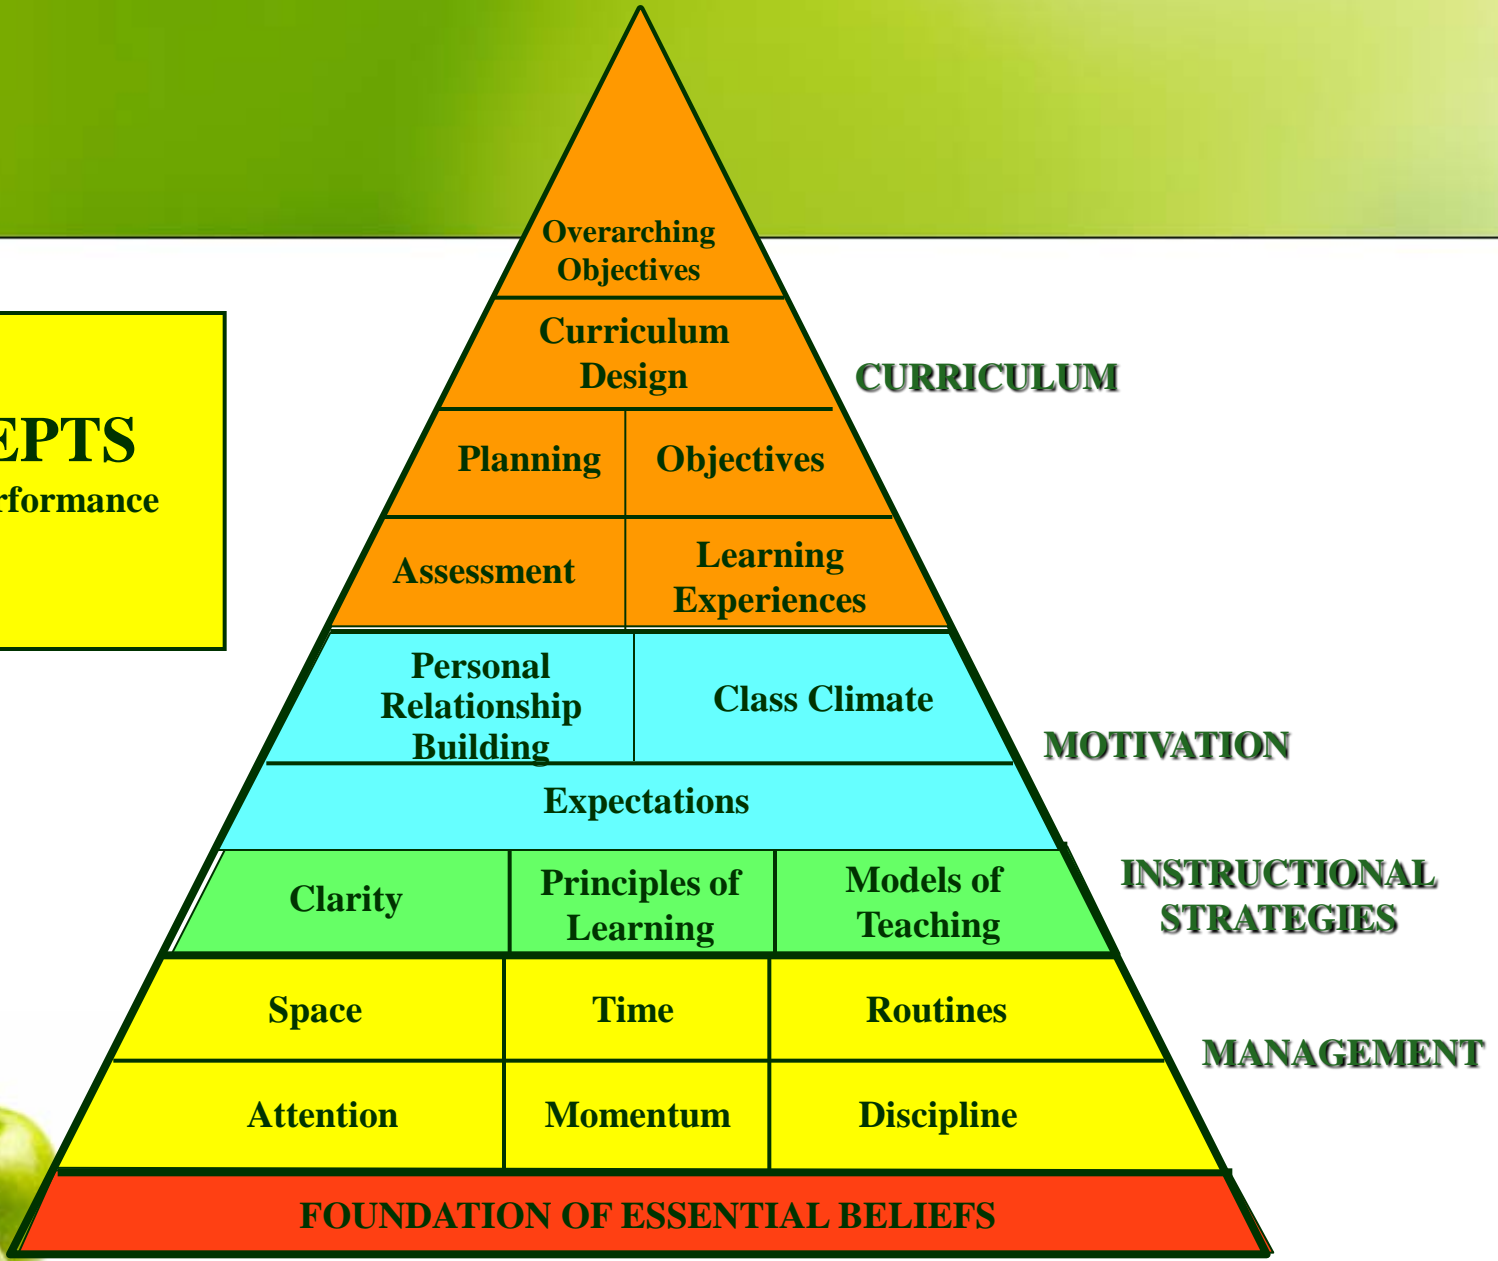 Overarching
Objectives
Curriculum
Design
CURRICULUM
Planning
Objectives
EPTS
rformance
Assessment
Learning
Experiences
Personal
Relationship
Building
Class Climate
MOTIVATION
Expectations
Clarity
Principles of
Learning
Models of
Teaching
INSTRUCTIONAL
STRATEGIES
Space
Time
Routines
MANAGEMENT
Attention
Momentum
Discipline
FOUNDATION OF ESSENTIAL BELIEFS